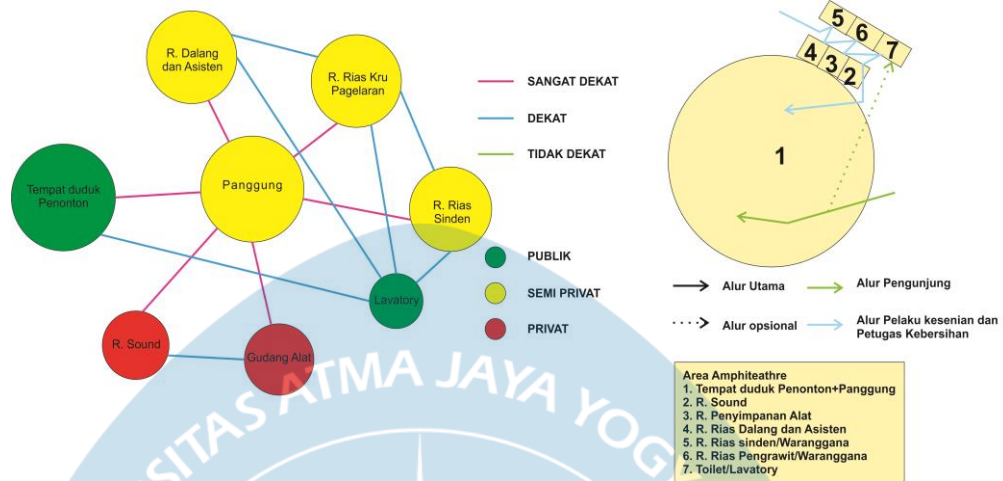 R. Dalang
dan Asisten
R. Rias Kru
Pagelaran
Panggung
Tempat duduk
Penonton
R. Rias
Sinden
Lavatory
R. Sound
Gudang Alat
SANGAT DEKAT
DEKAT
TIDAK DEKAT
PUBLIK
SEMI PRIVAT
PRIVAT
SITAS ATMA JAYA YOG
5 6 7
4 3 2
1
Alur Utama
Alur Pengunjung
Alur opsional
Alur Pelaku kesenian dan
Petugas Kebersihan
Area Amphiteathre
1. Tempat duduk Penonton+Panggung
2. R. Sound
3. R. Penyimpanan Alat
4. R. Rias Dalang dan Asisten
5. R. Rias sinden/Waranggana
6. R. Rias Pengrawit/Waranggana
7. Toilet/Lavatory